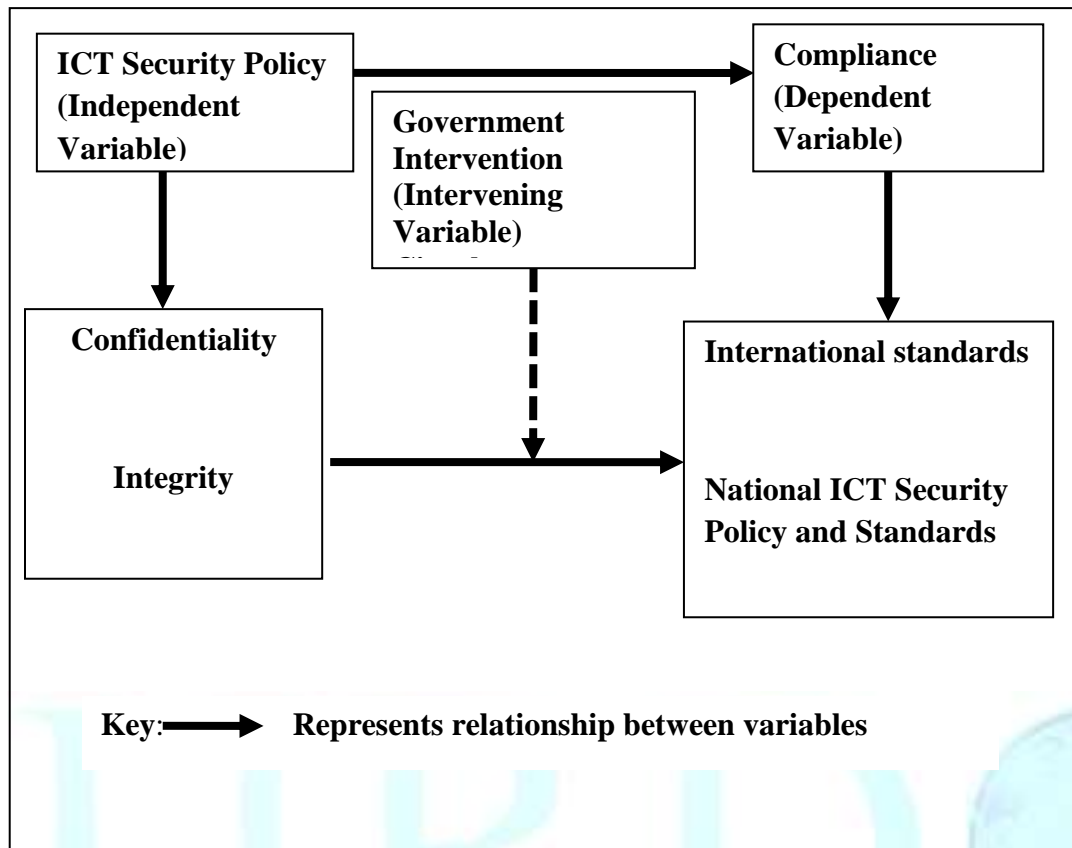 ICT Security Policy
(Independent
Variable)
Compliance
(Dependent
Variable)
Government
Intervention
(Intervening
Variable)
Confidentiality
Integrity
International standards
National ICT Security
Policy and Standards
Key:
Represents relationship between variables